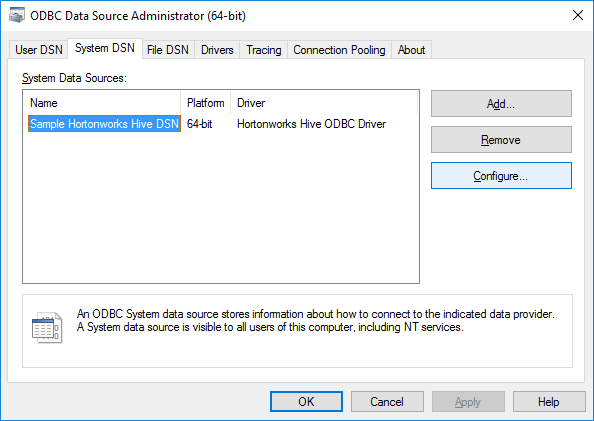 ODBC Data Source Administrator (64-bit)
User DSN System DSN File DSN Drivers Tracing Connection Pooling About
System Data Sources:
Name Platform Driver
Sample Hortonworks Hive DSN 64-bit Hortonworks Hive ODBC Driver
Add...
Remove
Configure...
An ODBC System data source stores information about how to connect to the indicated data provider.
A System data source is visible to all users of this computer, including NT services.
OK Cancel Apply Help